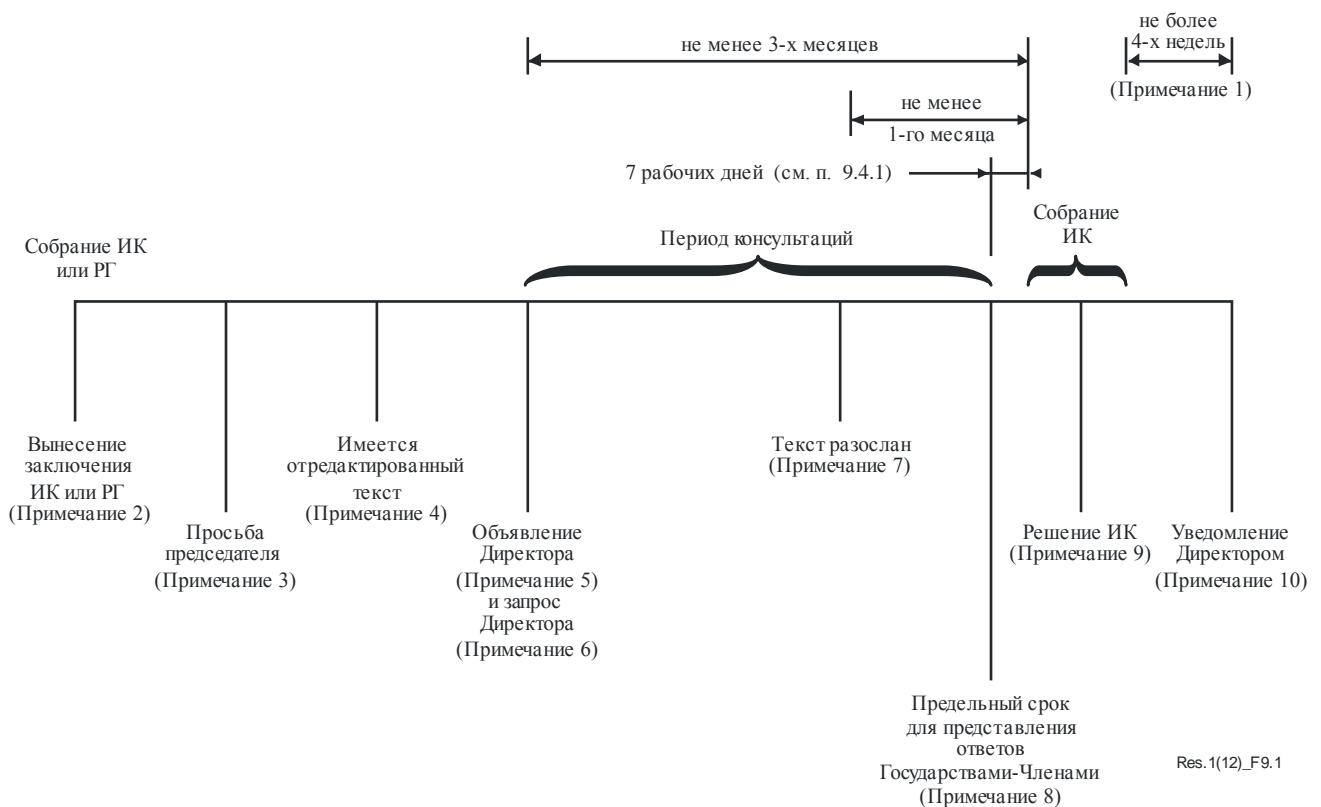 не более
4-х недель
не менее 3-х месяцев
(Примечание 1)
не менее
1-го месяца
7 рабочих дней (см. п. 9.4.1)
Собрание
ИК
Период консультаций
Собрание ИК
или РГ
Вынесение
заключения
ИК или РГ
(Примечание 2)
Просьба
председателя
(Примечание 3)
Имеется
отредактированный
текст
(Примечание 4)
Объявление
Директора
(Примечание 5)
и запрос
Директора
(Примечание 6)
Текст разослан
(Примечание 7)
Предельный срок
для представления
ответов
Государствами-Членами
(Примечание 8)
Решение ИК
(Примечание 9)
Уведомление
Директором
(Примечание 10)
Res.1(12)_F9.1